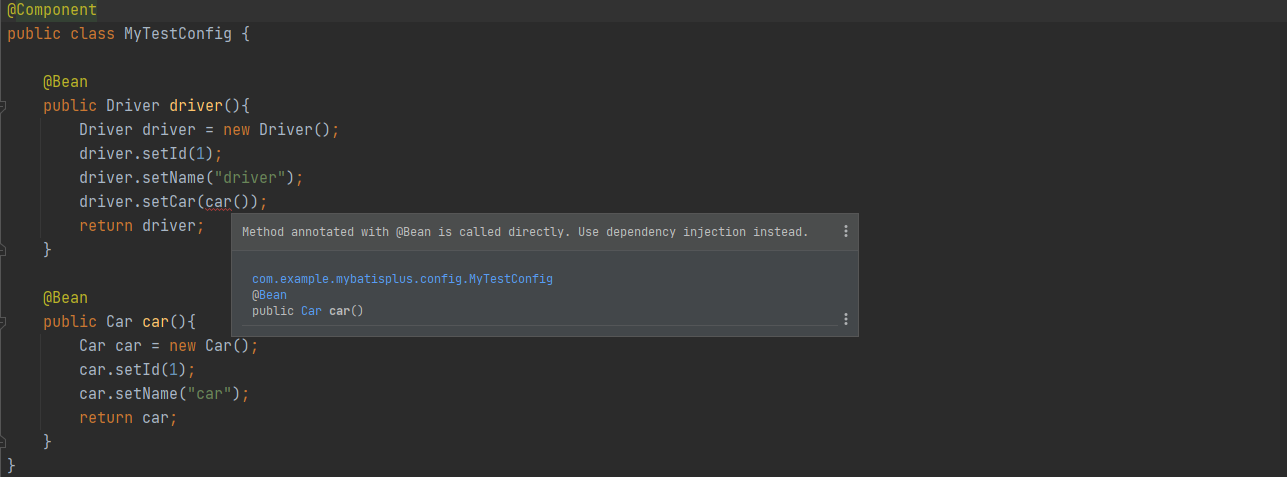 @Component
public class MyTestConfig {
@Bean
public Driver driver(){
Driver driver = new Driver();
driver.setId(1);
driver.setName("driver");
driver.setCar(car());
return driver;
Method annotated with @Bean is called directly. Use dependency injection instead.
}
com.example.mybatisplus.config.MyTestConfig
@Bean
@Bean
public Car car()
public Car car(){
Car car = new Car();
car.setId(1);
car.setName("car");
return car;
}
}